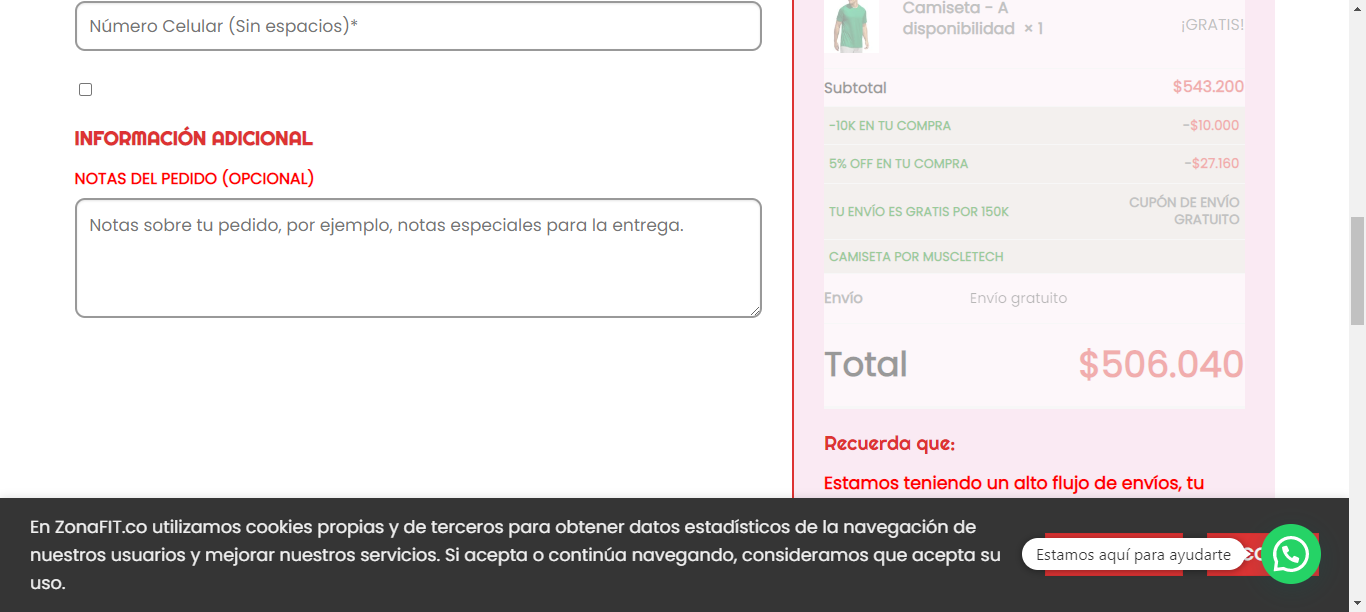 Número Celular (Sin espacios)*
INFORMACIÓN ADICIONAL
NOTAS DEL PEDIDO (OPCIONAL)
Notas sobre tu pedido, por ejemplo, notas especiales para la entrega.
Camiseta - A
disponibilidad × 1
¡GRATIS!
Subtotal $543.200
-10K EN TU COMPRA -$10.000
5% OFF EN TU COMPRA -$27.160
TU ENVÍO ES GRATIS POR 150K
CUPÓN DE ENVÍO
GRATUITO
CAMISETA POR MUSCLETECH
Envío Envío gratuito
Total $506.040
Recuerda que:
Estamos teniendo un alto flujo de envíos, tu
En ZonaFIT.co utilizamos cookies propias y de terceros para obtener datos estadísticos de la navegación de
nuestros usuarios y mejorar nuestros servicios. Si acepta o continúa navegando, consideramos que acepta su
uso.
Estamos aquí para ayudarte